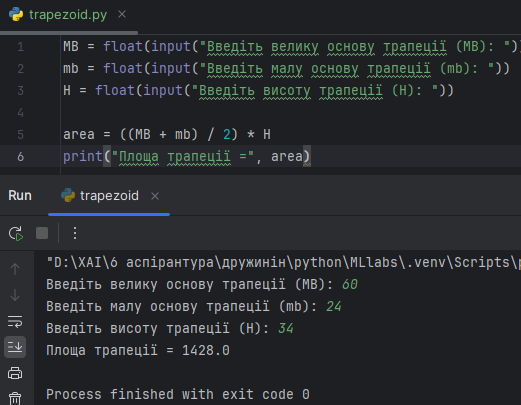 trapezoid.py
1 MB = float(input("Введіть велику основу трапеції (MB): "))
2 mb = float(input("Введіть малу основу трапеції (mb): "))
3 H = float(input("Введіть висоту трапеції (H): "))
4
5 area = ((MB + mb) / 2) * H
6 print("Площа трапеції =", area)
Run trapezoid
"D:\XAI\6 аспірантура\дружинін\python\MLlabs\.venv\Scripts\p
Введіть велику основу трапеції (MB): 60
Введіть малу основу трапеції (mb): 24
Введіть висоту трапеції (H): 34
Площа трапеції = 1428.0
Process finished with exit code 0